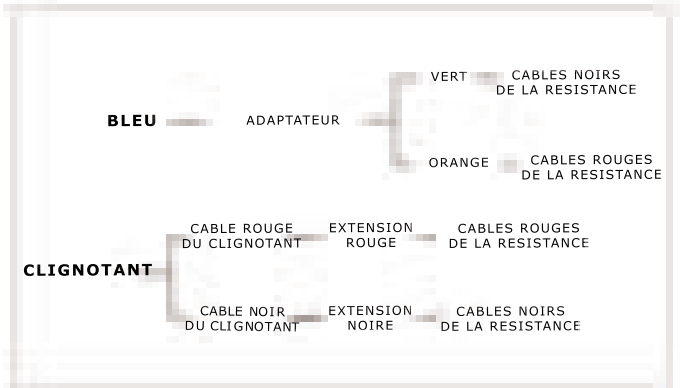 VERT
CABLES NOIRS
DE LA RESISTANCE
BLEU
ADAPTATEUR
ORANGE
CABLES ROUGES
DE LA RESISTANCE
CABLE ROUGE
DU CLIGNOTANT
EXTENSION
ROUGE
CABLES ROUGES
DE LA RESISTANCE
CLIGNOTANT
CABLE NOIR
DU CLIGNOTANT
EXTENSION
NOIRE
CABLES NOIRS
DE LA RESISTANCE